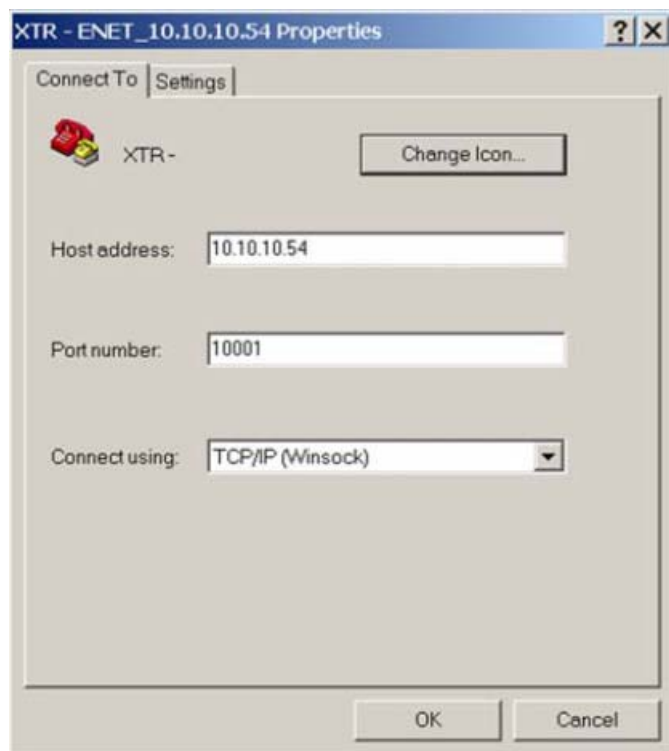 XTR - ENET_10.10.10.54 Properties
Connect To Settings
XTR - Change Icon...
Host address: 10.10.10.54
Port number: 10001
Connect using: TCP/IP (Winsock)
OK Cancel